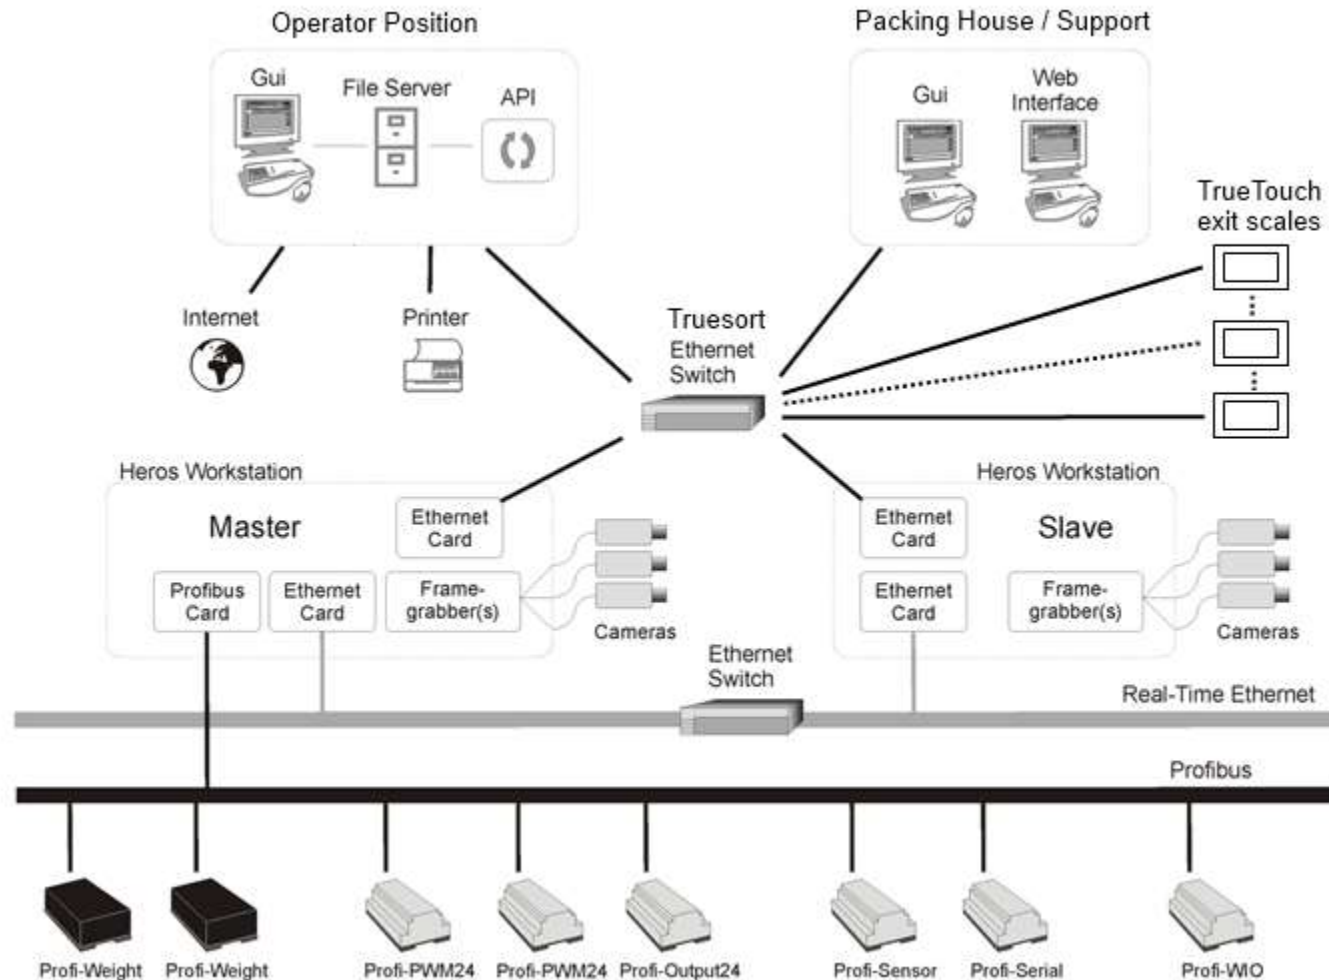 Operator Position
Packing House / Support
Gui
File Server
API
Gui
Web
Interface
TrueTouch
exit scales
Internet
Printer
Truesort
Ethernet
Switch
Heros Workstation
Master
Ethernet
Card
Profibus
Card
Ethernet
Card
Frame-
grabber(s)
Cameras
Heros Workstation
Ethernet
Card
Slave
Ethernet
Card
Frame-
grabber(s)
Cameras
Ethernet
Switch
Real-Time Ethernet
Profibus
Profi-Weight
Profi-Weight
Profi-PWM24
Profi-PWM24
Profi-Output24
Profi-Sensor
Profi-Serial
Profi-WIO